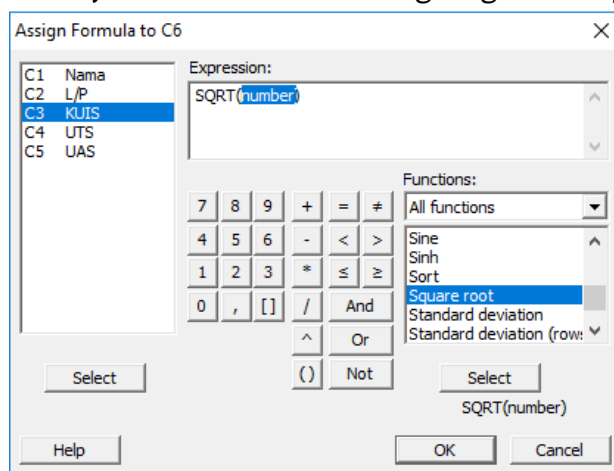 Assign Formula to C6
C1 Nama
C2 L/P
C3 KUIS
C4 UTS
C5 UAS
Select
Expression:
SQRT(number)
7 8 9 + = ≠
4 5 6 - < >
1 2 3 * ≤ ≥
0 , [] / And
^ Or
() Not
Functions:
All functions
Sine
Sinh
Sort
Square root
Standard deviation
Standard deviation (rows
Select
SQRT(number)
Help OK Cancel